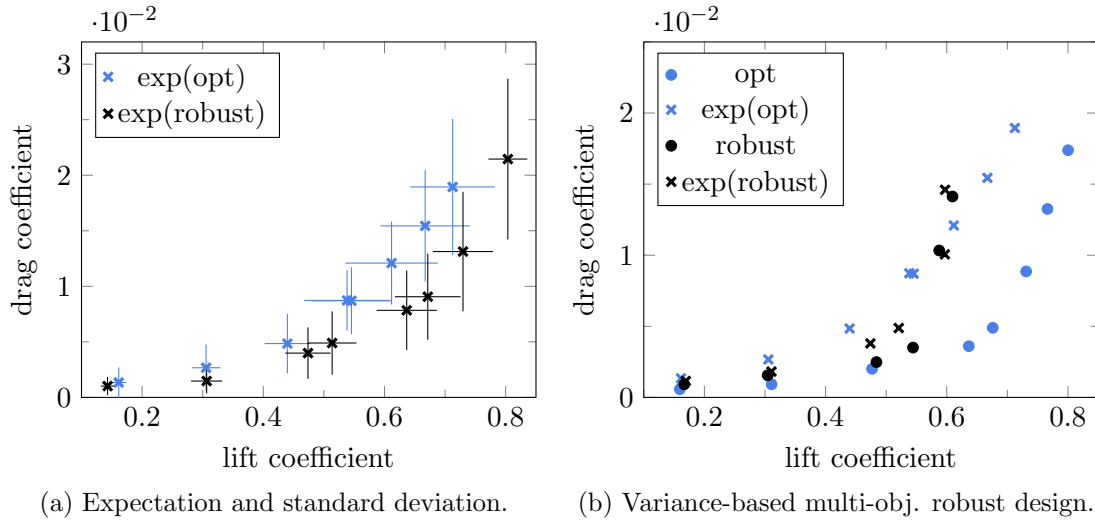 ·10⁻²
3
2
1
0
0.2 0.4 0.6 0.8
drag coefficient
lift coefficient
exp(opt)
exp(robust)
(a) Expectation and standard deviation.
·10⁻²
2
1
0
0.2 0.4 0.6 0.8
drag coefficient
lift coefficient
opt
exp(opt)
robust
exp(robust)
(b) Variance-based multi-obj. robust design.